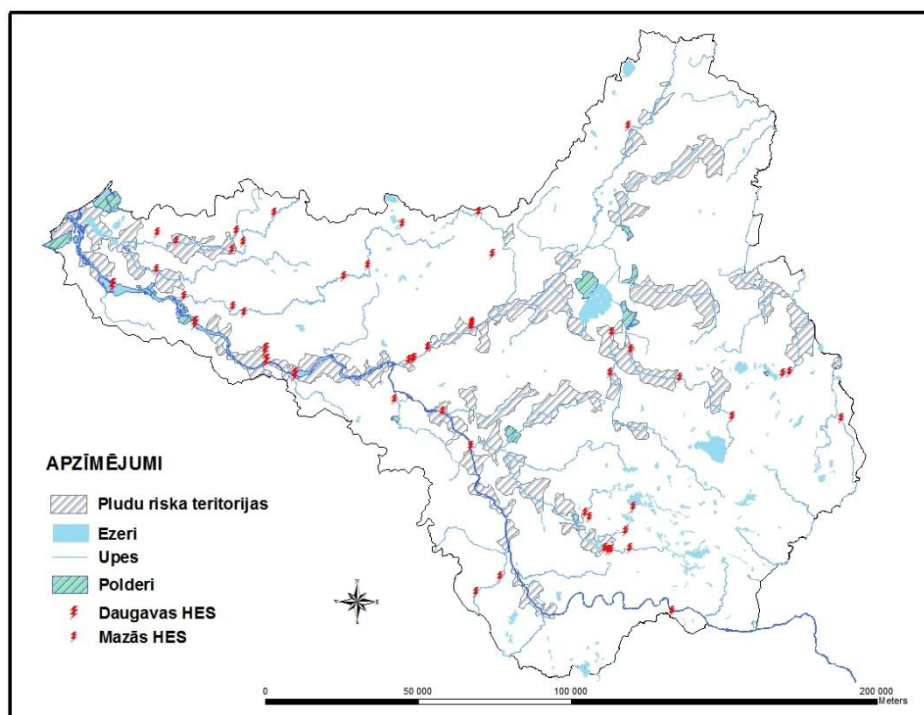 APZĪMĒJUMI
Pludu riska teritorijas
Ezeri
Upes
Polderi
Daugavas HES
Mazās HES
0 50 000 100 000 200 000
Meters